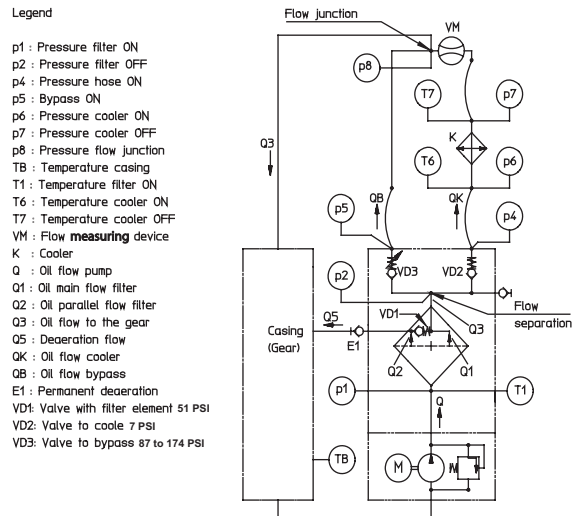 Legend
p1 : Pressure filter ON
p2 : Pressure filter OFF
p4 : Pressure hose ON
p5 : Bypass ON
p6 : Pressure cooler ON
p7 : Pressure cooler OFF
p8 : Pressure flow junction
TB : Temperature casing
T1 : Temperature filter ON
T6 : Temperature cooler ON
T7 : Temperature cooler OFF
VM : Flow measuring device
K : Cooler
Q : Oil flow pump
Q1 : Oil main flow filter
Q2 : Oil parallel flow filter
Q3 : Oil flow to the gear
Q5 : Deaeration flow
QK : Oil flow cooler
QB : Oil flow bypass
E1 : Permanent deaeration
VD1: Valve with filter element 51 PSI
VD2: Valve to coole 7 PSI
VD3: Valve to bypass 87 to 174 PSI
Flow junction
VM
p8
T7
p7
K
Q3
T6
p6
QB
QK
p5
p4
VD3
VD2
p2
VD1
Flow
separation
Q5
Q3
Casing
(Gear)
E1
Q2
Q1
p1
T1
Q
TB
M